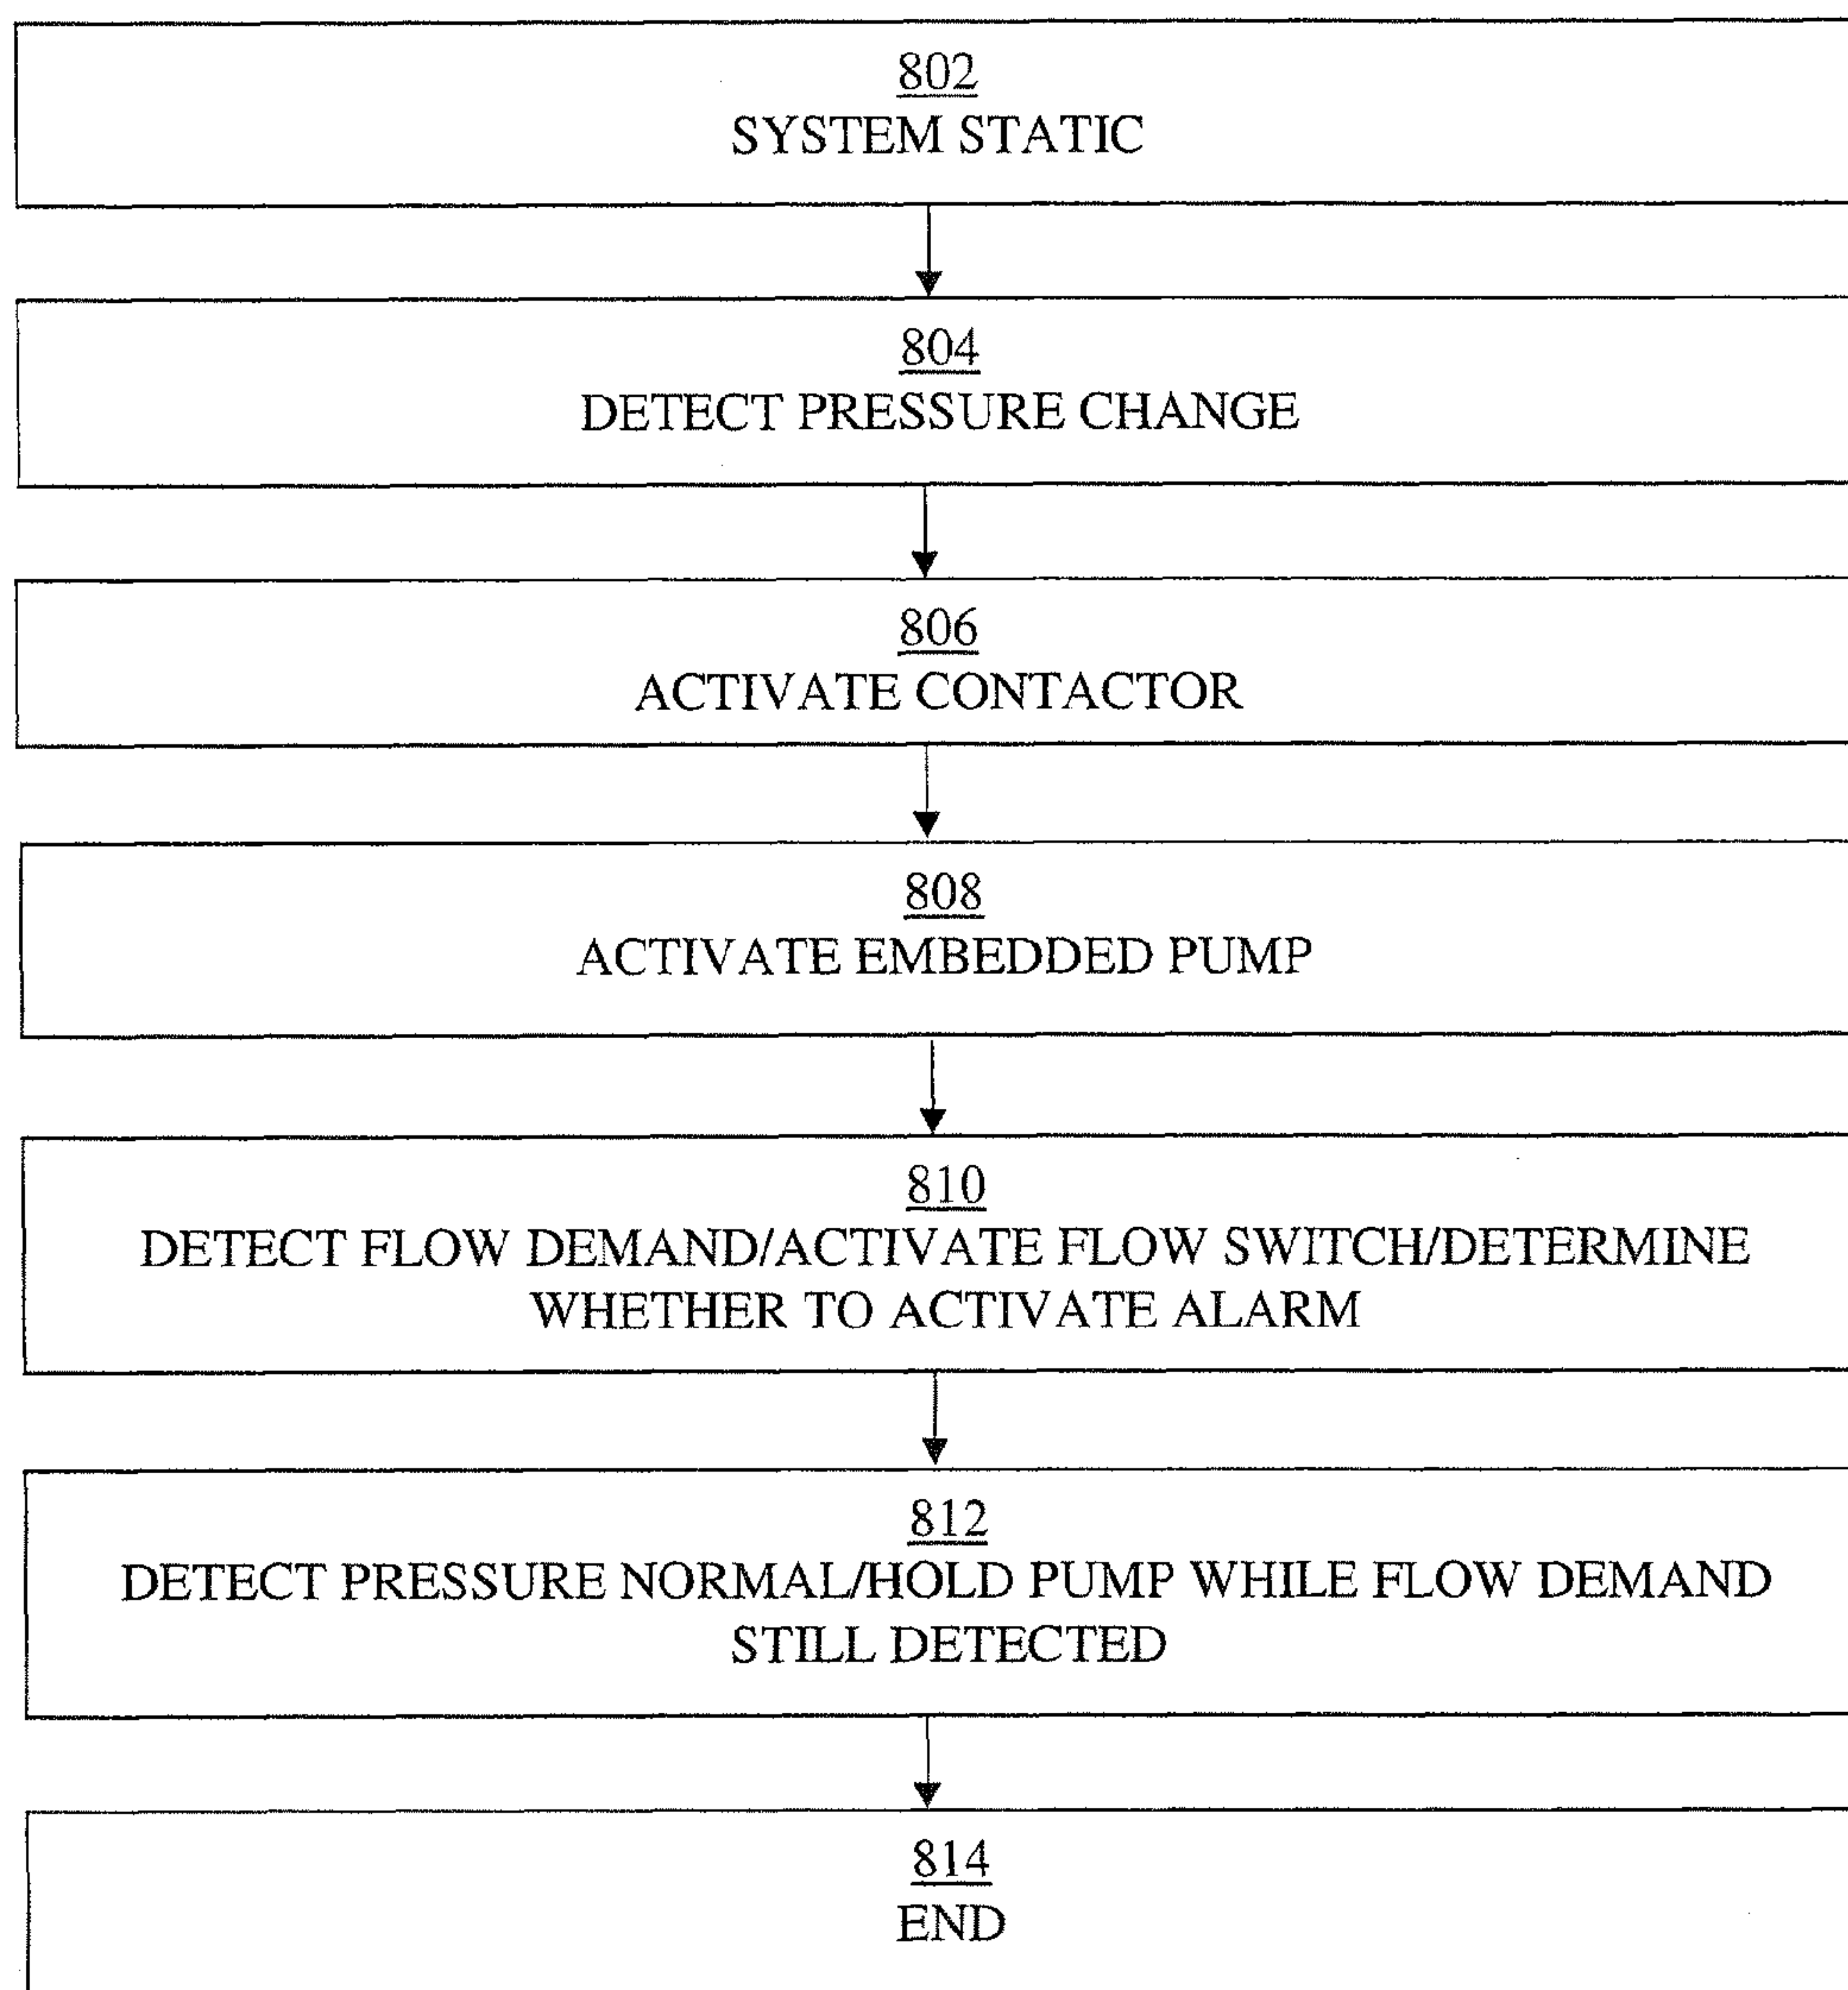 802
SYSTEM STATIC
804
DETECT PRESSURE CHANGE
806
ACTIVATE CONTACTOR
808
ACTIVATE EMBEDDED PUMP
810
DETECT FLOW DEMAND/ACTIVATE FLOW SWITCH/DETERMINE
WHETHER TO ACTIVATE ALARM
812
DETECT PRESSURE NORMAL/HOLD PUMP WHILE FLOW DEMAND
STILL DETECTED
814
END